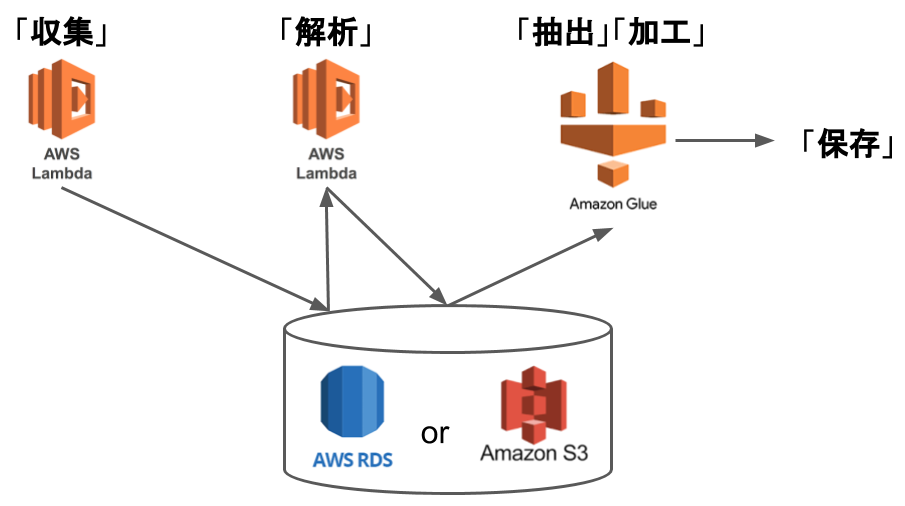 「収集」
「解析」
「抽出」「加工」
AWS
Lambda
AWS
Lambda
Amazon Glue
「保存」
AWS RDS
or
Amazon S3